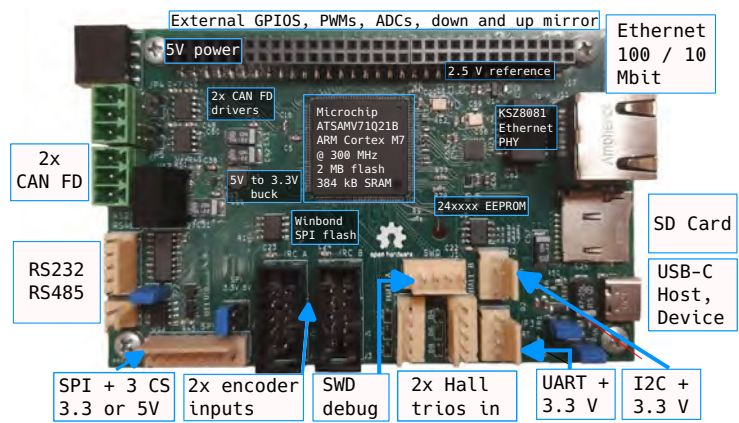 External GPIOS, PWMs, ADCs, down and up mirror
5V power
2.5 V reference
Ethernet
100 / 10
Mbit
2x CAN FD
drivers
Microchip
ATSAMV71Q21B
ARM Cortex M7
@ 300 MHz
2 MB flash
384 kB SRAM
KSZ8081
Ethernet
PHY
Ambience
2x
CAN FD
5V to 3.3V
buck
24xxxx EEPROM
Winbond
SPI flash
IRC A
IRC B
open hardware
SD Card
RS232
RS485
USB-C
Host,
Device
SPI + 3 CS
3.3 or 5V
2x encoder
inputs
SWD
debug
2x Hall
trios in
UART +
3.3 V
I2C +
3.3 V